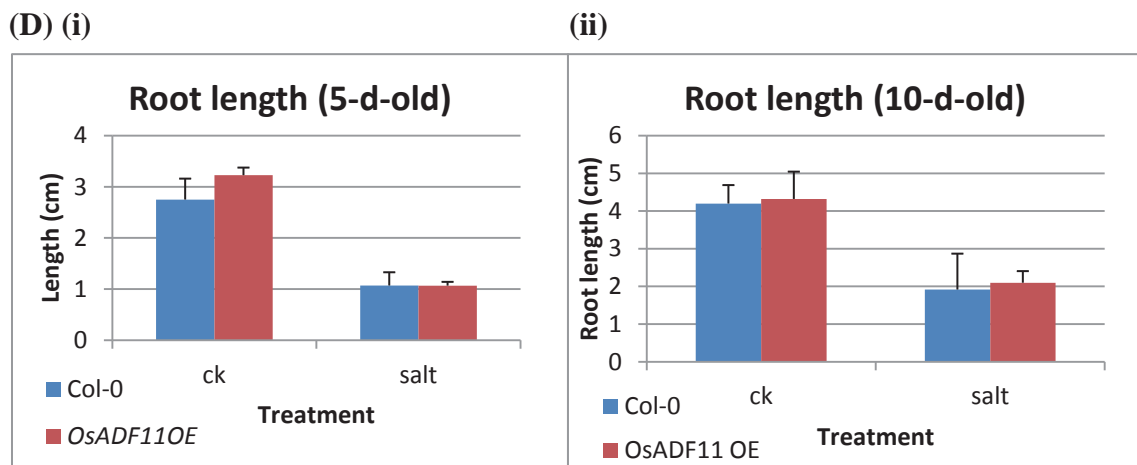 (D) (i)
(ii)
Root length (5-d-old)
Length (cm)
4
3
2
1
0
ck
salt
Treatment
Col-0
OsADF11OE
Root length (10-d-old)
Root length (cm)
6
5
4
3
2
1
0
ck
salt
Treatment
Col-0
OsADF11 OE